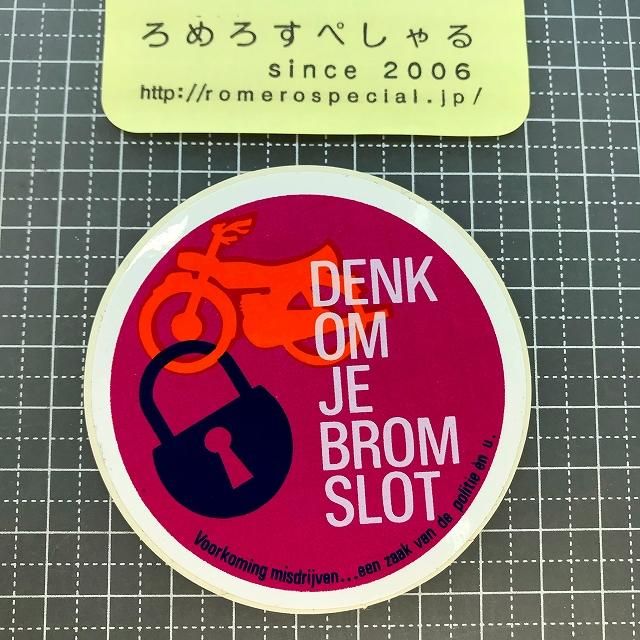 ろめろすぺしゃる
since 2006
http://romerospecial.jp/
DENK
OM
JE
BROM
SLOT
Voorkoming misdrijven...een zaak van de politie èn u.